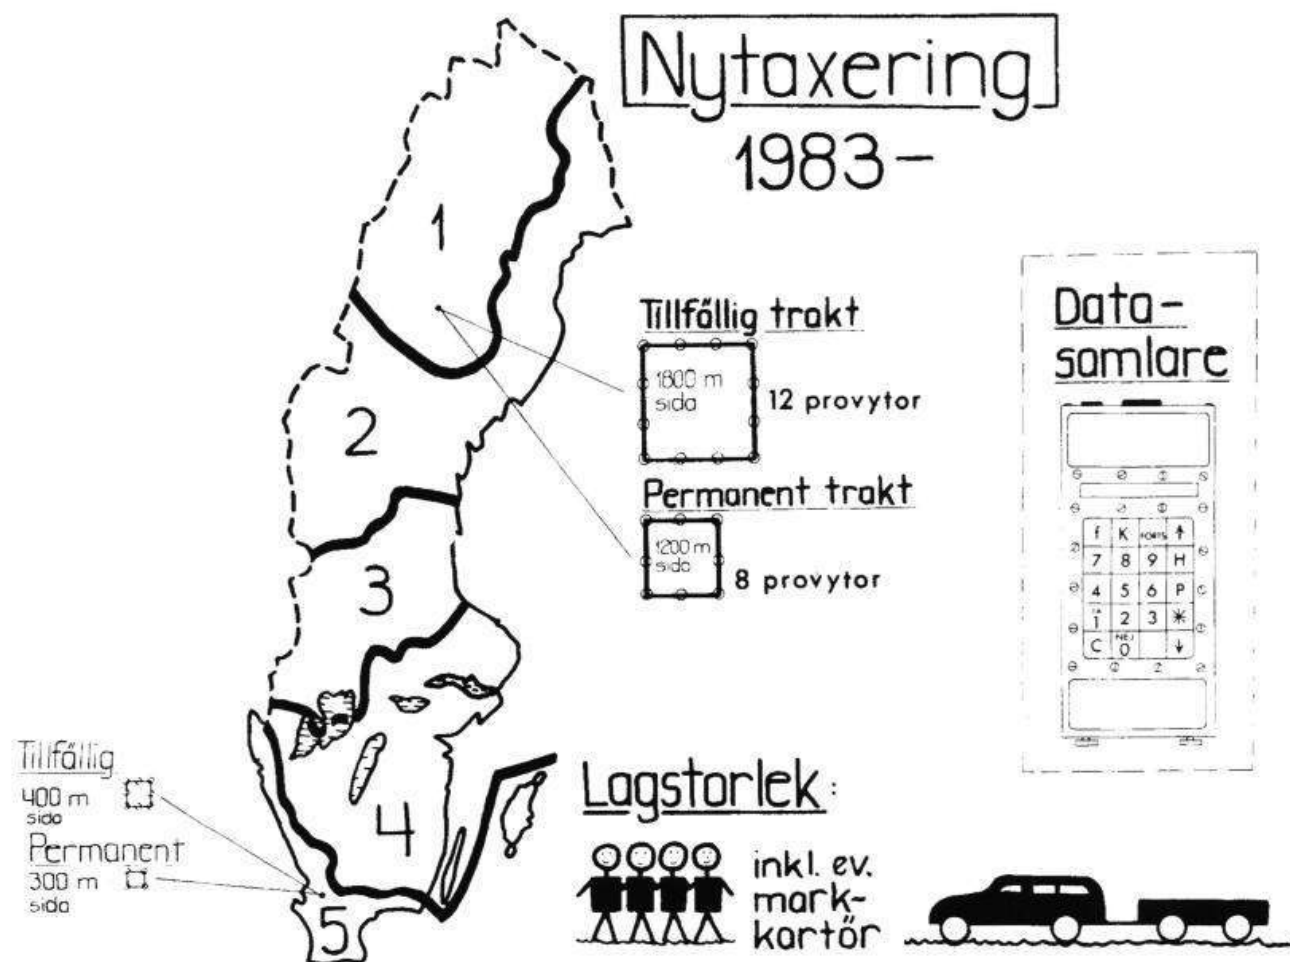 Nytaxering
1983–
1
2
3
4
5
Tillfällig trakt
1800 m
sida
12 provytor
Permanent trakt
1200 m
sida
8 provytor
Data-
samlare
f K FORTS ↑
7 8 9 H
4 5 6 P
JA
1 2 3 *
NEJ
C 0 ↓
Tillfällig
400 m
sida
Permanent
300 m
sida
Lagstorlek:
inkl. ev.
mark-
kartör